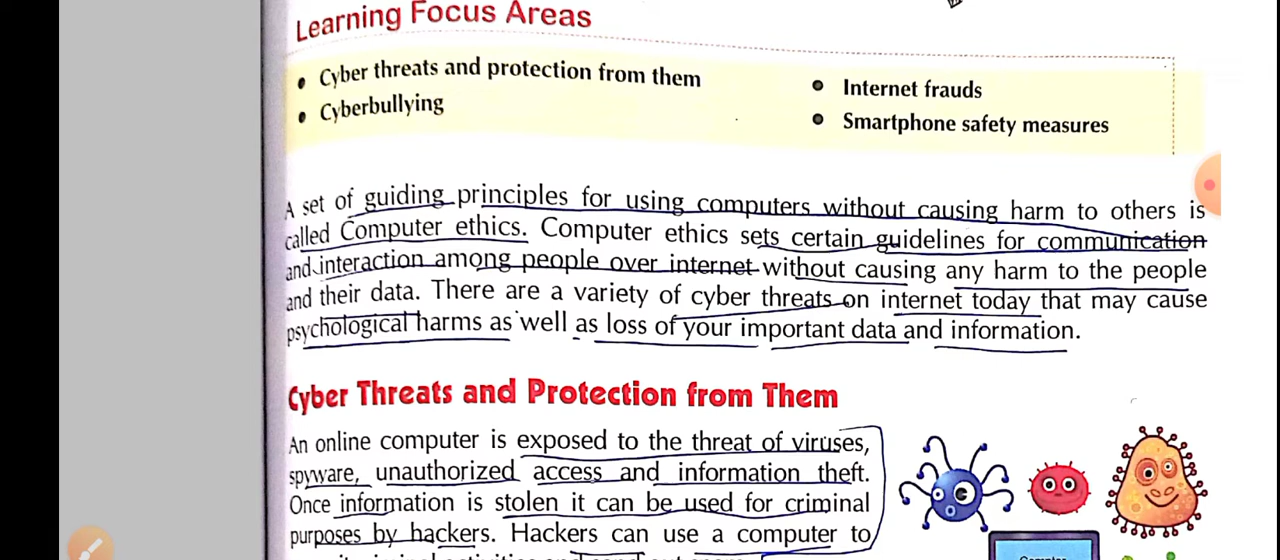 Learning Focus Areas
• Cyber threats and protection from them
• Cyberbullying
• Internet frauds
• Smartphone safety measures
A set of guiding principles for using computers without causing harm to others is
called Computer ethics. Computer ethics sets certain guidelines for communication
and interaction among people over internet without causing any harm to the people
and their data. There are a variety of cyber threats on internet today that may cause
psychological harms as well as loss of your important data and information.
Cyber Threats and Protection from Them
An online computer is exposed to the threat of viruses,
spyware, unauthorized access and information theft.
Once information is stolen it can be used for criminal
purposes by hackers. Hackers can use a computer to